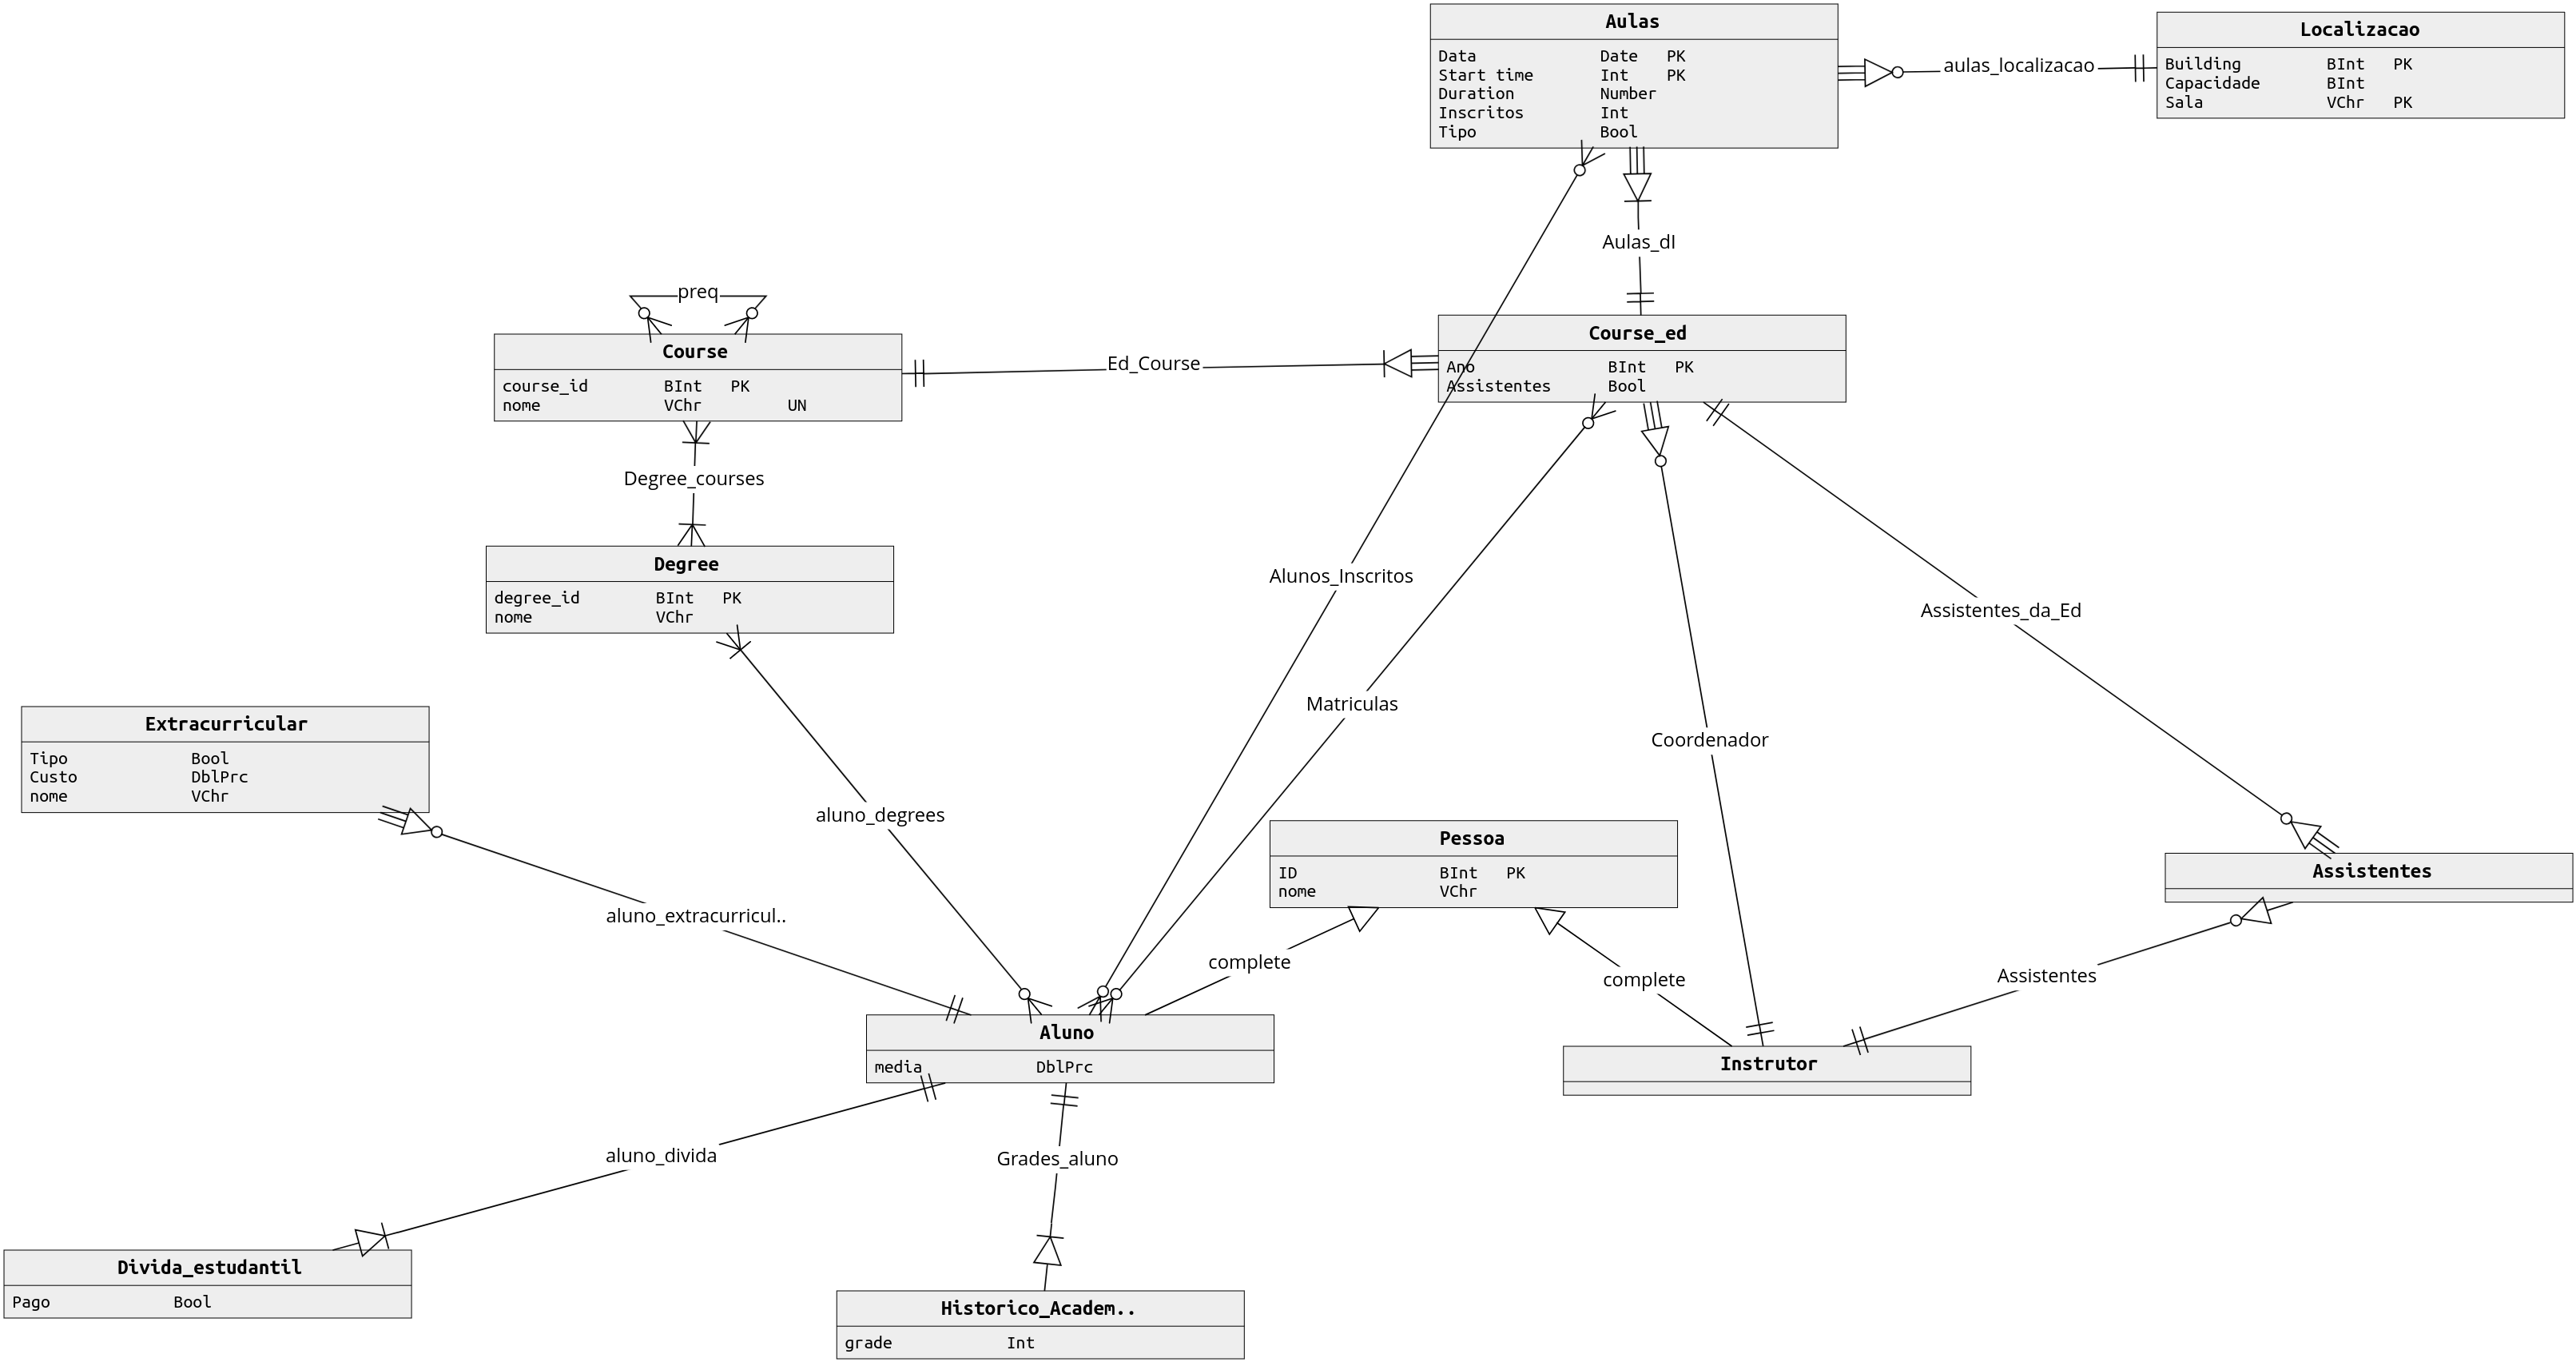 Aulas
Data Date PK
Start time Int PK
Duration Number
Inscritos Int
Tipo Bool
aulas_localizacao
Localizacao
Building BInt PK
Capacidade BInt
Sala VChr PK
Aulas_dI
preq
Course
course_id BInt PK
nome VChr UN
Ed_Course
Course_ed
Ano BInt PK
Assistentes Bool
Degree_courses
Degree
degree_id BInt PK
nome VChr
Alunos_Inscritos
Assistentes_da_Ed
Matriculas
Coordenador
Extracurricular
Tipo Bool
Custo DblPrc
nome VChr
aluno_degrees
Pessoa
ID BInt PK
nome VChr
Assistentes
aluno_extracurricul..
complete
complete
Assistentes
Aluno
media DblPrc
Instrutor
aluno_divida
Grades_aluno
Divida_estudantil
Pago Bool
Historico_Academ..
grade Int